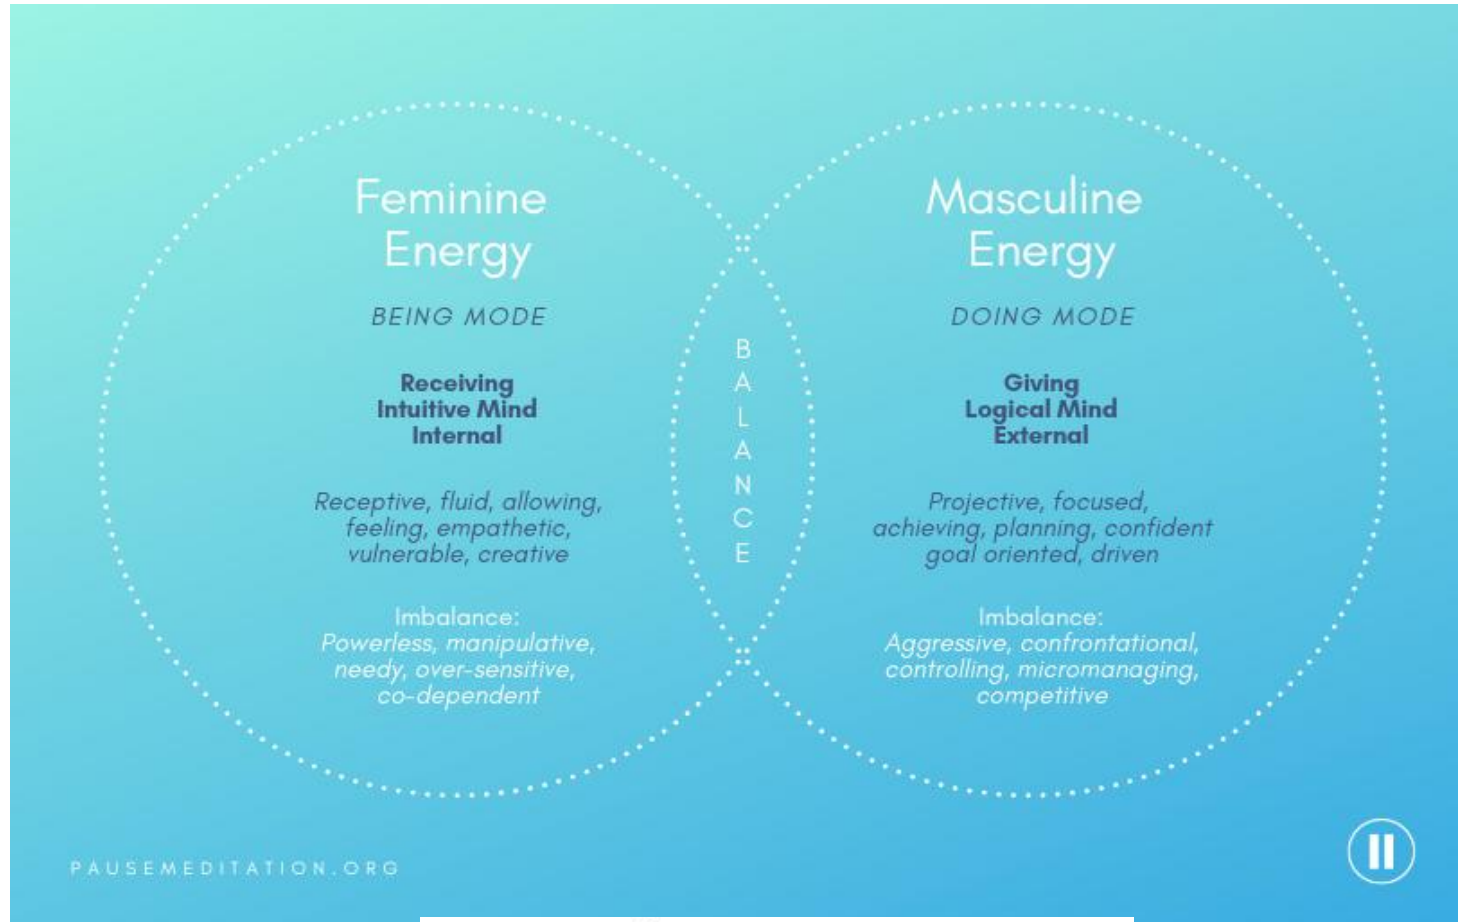 Feminine
Energy
BEING MODE
Receiving
Intuitive Mind
Internal
Receptive, fluid, allowing,
feeling, empathetic,
vulnerable, creative
Imbalance:
Powerless, manipulative,
needy, over-sensitive,
co-dependent
BALANCE
Masculine
Energy
DOING MODE
Giving
Logical Mind
External
Projective, focused,
achieving, planning, confident
goal oriented, driven
Imbalance:
Aggressive, confrontational,
controlling, micromanaging,
competitive
PAUSEMEDITATION.ORG